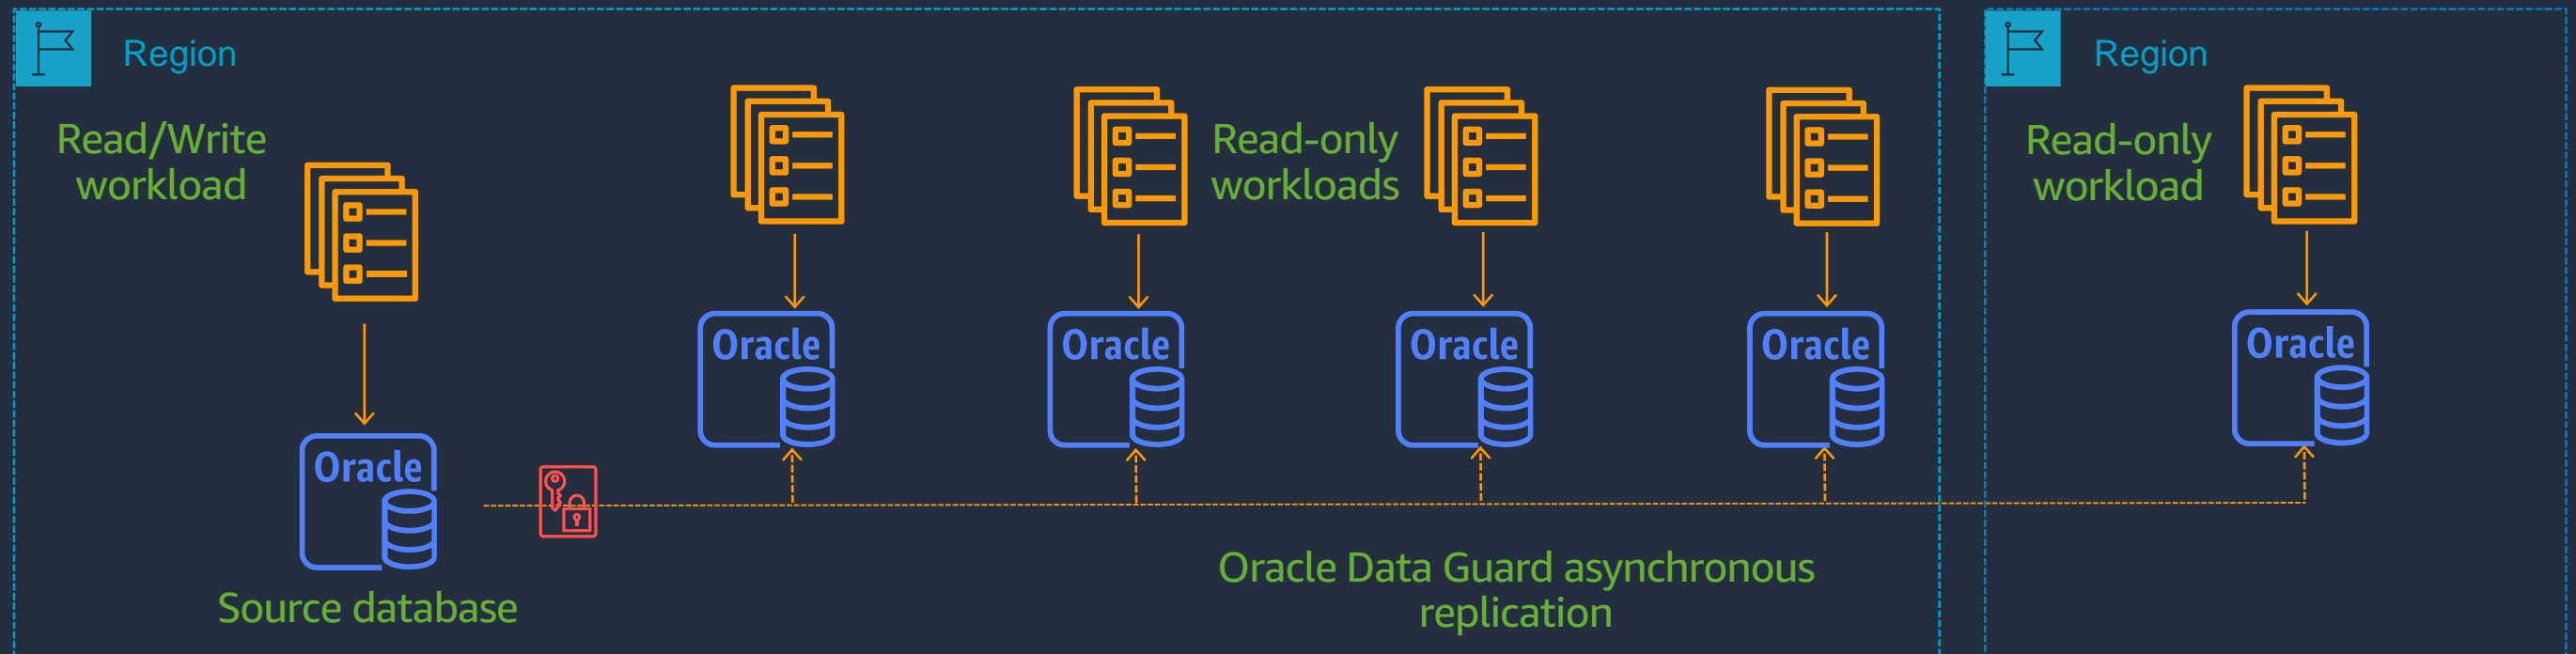 Region
Read/Write
workload
Read-only
workloads
Oracle
Oracle
Oracle
Oracle
Oracle
Source database
Oracle Data Guard asynchronous
replication
Region
Read-only
workload
Oracle